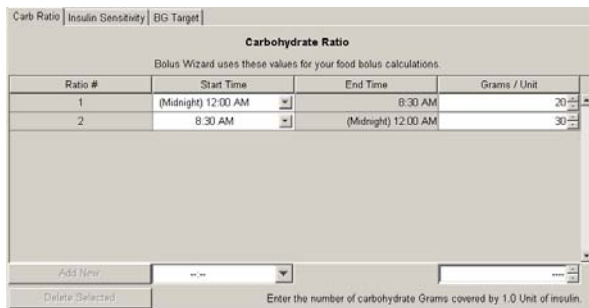 Carb Ratio Insulin Sensitivity BG Target
Carbohydrate Ratio
Bolus Wizard uses these values for your food bolus calculations.
Ratio # Start Time End Time Grams / Unit
1 (Midnight) 12:00 AM 8:30 AM 20
2 8:30 AM (Midnight) 12:00 AM 30
Add New --:-- ----
Delete Selected Enter the number of carbohydrate Grams covered by 1.0 Unit of insulin.